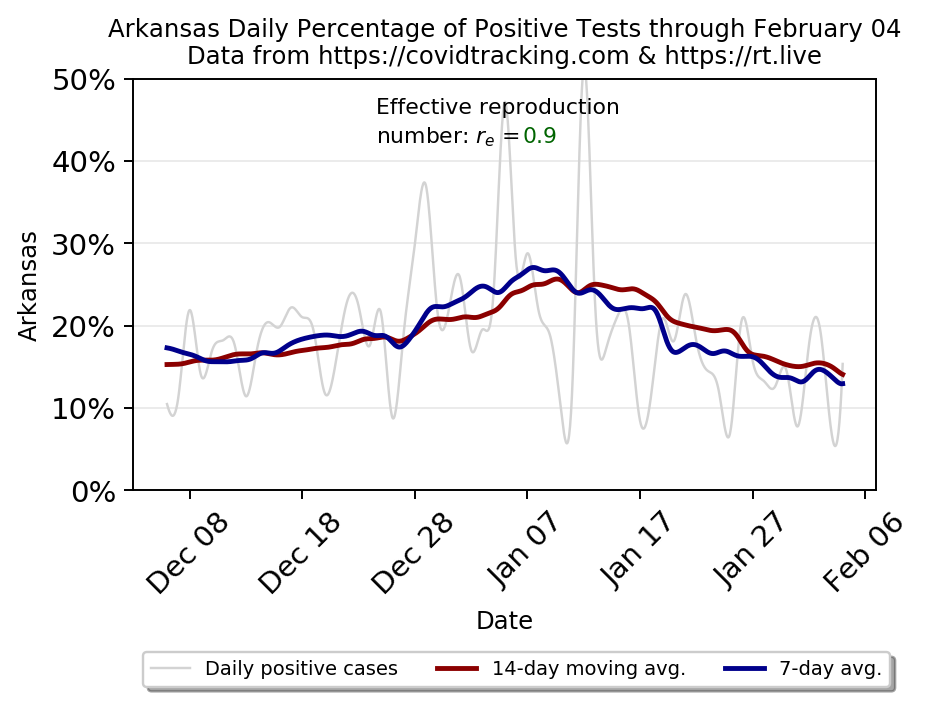 Arkansas Daily Percentage of Positive Tests through February 04
Data from https://covidtracking.com & https://rt.live
50%
40%
30%
20%
10%
0%
Arkansas
Effective reproduction
number: rₑ =0.9
Dec 08
Dec 18
Dec 28
Jan 07
Jan 17
Jan 27
Feb 06
Date
Daily positive cases
14-day moving avg.
7-day avg.